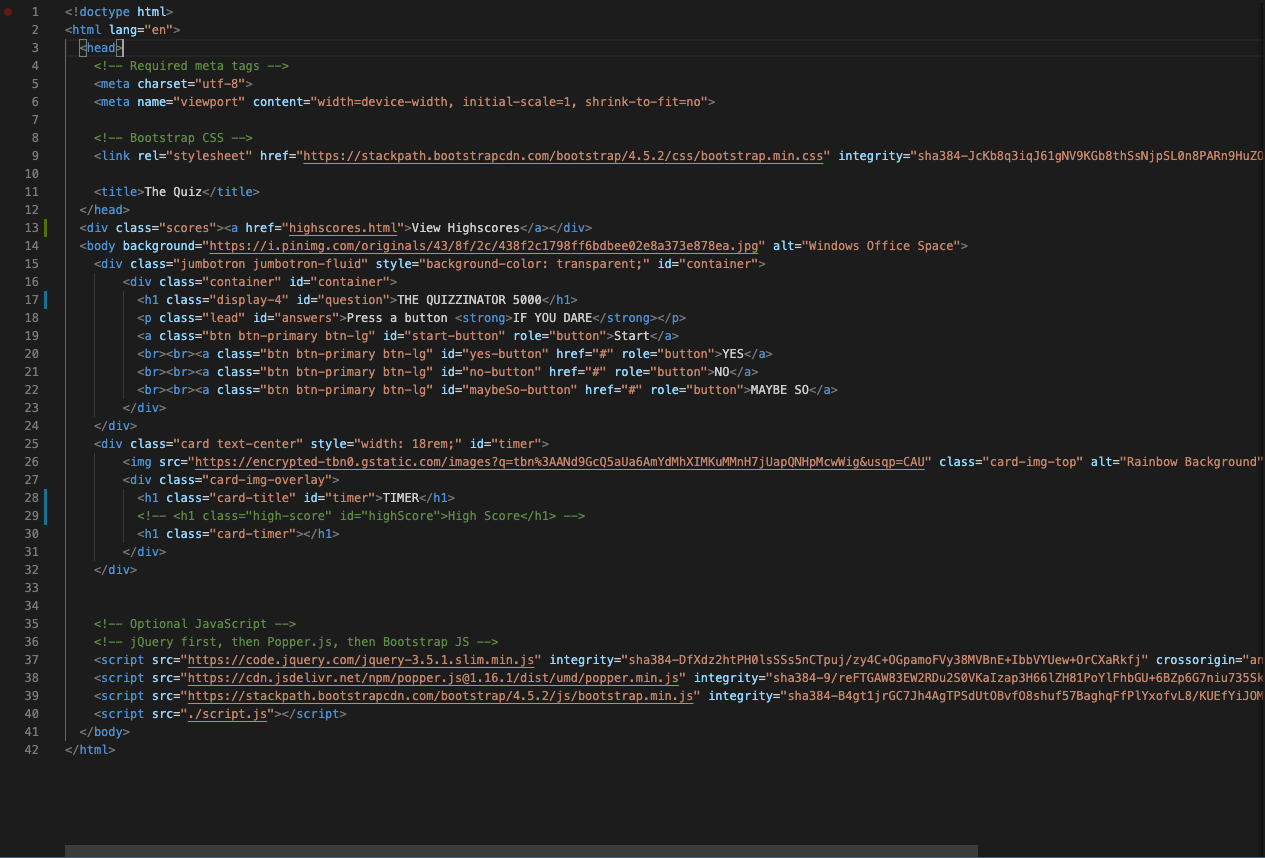 1 <!doctype html>
2 <html lang="en">
3 <head>
4 <!-- Required meta tags -->
5 <meta charset="utf-8">
6 <meta name="viewport" content="width=device-width, initial-scale=1, shrink-to-fit=no">
7
8 <!-- Bootstrap CSS -->
9 <link rel="stylesheet" href="https://stackpath.bootstrapcdn.com/bootstrap/4.5.2/css/bootstrap.min.css" integrity="sha384-JcKb8q3iqJ61gNV9KGb8thSsNjpSL0n8PARn9HuZO
10
11 <title>The Quiz</title>
12 </head>
13 <div class="scores"><a href="highscores.html">View Highscores</a></div>
14 <body background="https://i.pinimg.com/originals/43/8f/2c/438f2c1798ff6bdbee02e8a373e878ea.jpg" alt="Windows Office Space">
15 <div class="jumbotron jumbotron-fluid" style="background-color: transparent;" id="container">
16 <div class="container" id="container">
17 <h1 class="display-4" id="question">THE QUIZZINATOR 5000</h1>
18 <p class="lead" id="answers">Press a button <strong>IF YOU DARE</strong></p>
19 <a class="btn btn-primary btn-lg" id="start-button" role="button">Start</a>
20 <br><br><a class="btn btn-primary btn-lg" id="yes-button" href="#" role="button">YES</a>
21 <br><br><a class="btn btn-primary btn-lg" id="no-button" href="#" role="button">NO</a>
22 <br><br><a class="btn btn-primary btn-lg" id="maybeSo-button" href="#" role="button">MAYBE SO</a>
23 </div>
24 </div>
25 <div class="card text-center" style="width: 18rem;" id="timer">
26 <img src="https://encrypted-tbn0.gstatic.com/images?q=tbn%3AANd9GcQ5aUa6AmYdMhXIMKuMMnH7jUapQNHpMcwWig&usqp=CAU" class="card-img-top" alt="Rainbow Background"
27 <div class="card-img-overlay">
28 <h1 class="card-title" id="timer">TIMER</h1>
29 <!-- <h1 class="high-score" id="highScore">High Score</h1> -->
30 <h1 class="card-timer"></h1>
31 </div>
32 </div>
33
34
35 <!-- Optional JavaScript -->
36 <!-- jQuery first, then Popper.js, then Bootstrap JS -->
37 <script src="https://code.jquery.com/jquery-3.5.1.slim.min.js" integrity="sha384-DfXdz2htPH0lsSSs5nCTpuj/zy4C+OGpamoFVy38MVBnE+IbbVYUew+OrCXaRkfj" crossorigin="an
38 <script src="https://cdn.jsdelivr.net/npm/popper.js@1.16.1/dist/umd/popper.min.js" integrity="sha384-9/reFTGAW83EW2RDu2S0VKaIzap3H66lZH81PoYlFhbGU+6BZp6G7niu735Sk
39 <script src="https://stackpath.bootstrapcdn.com/bootstrap/4.5.2/js/bootstrap.min.js" integrity="sha384-B4gt1jrGC7Jh4AgTPSdUtOBvfO8shuf57BaghqFfPlYxofvL8/KUEfYiJOM
40 <script src="./script.js"></script>
41 </body>
42 </html>